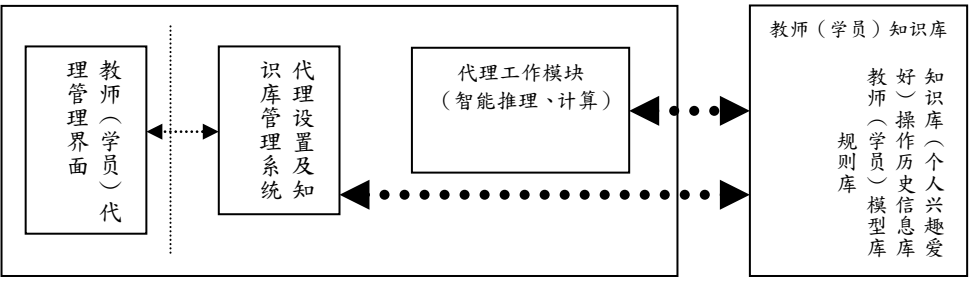 教师（学员）代
理管理界面
代理设置及知
识库管理系统
代理工作模块
（智能推理、计算）
教师（学员）知识库
知识库（个人兴趣爱
好）操作历史信息库
教师（学员）模型库
规则库